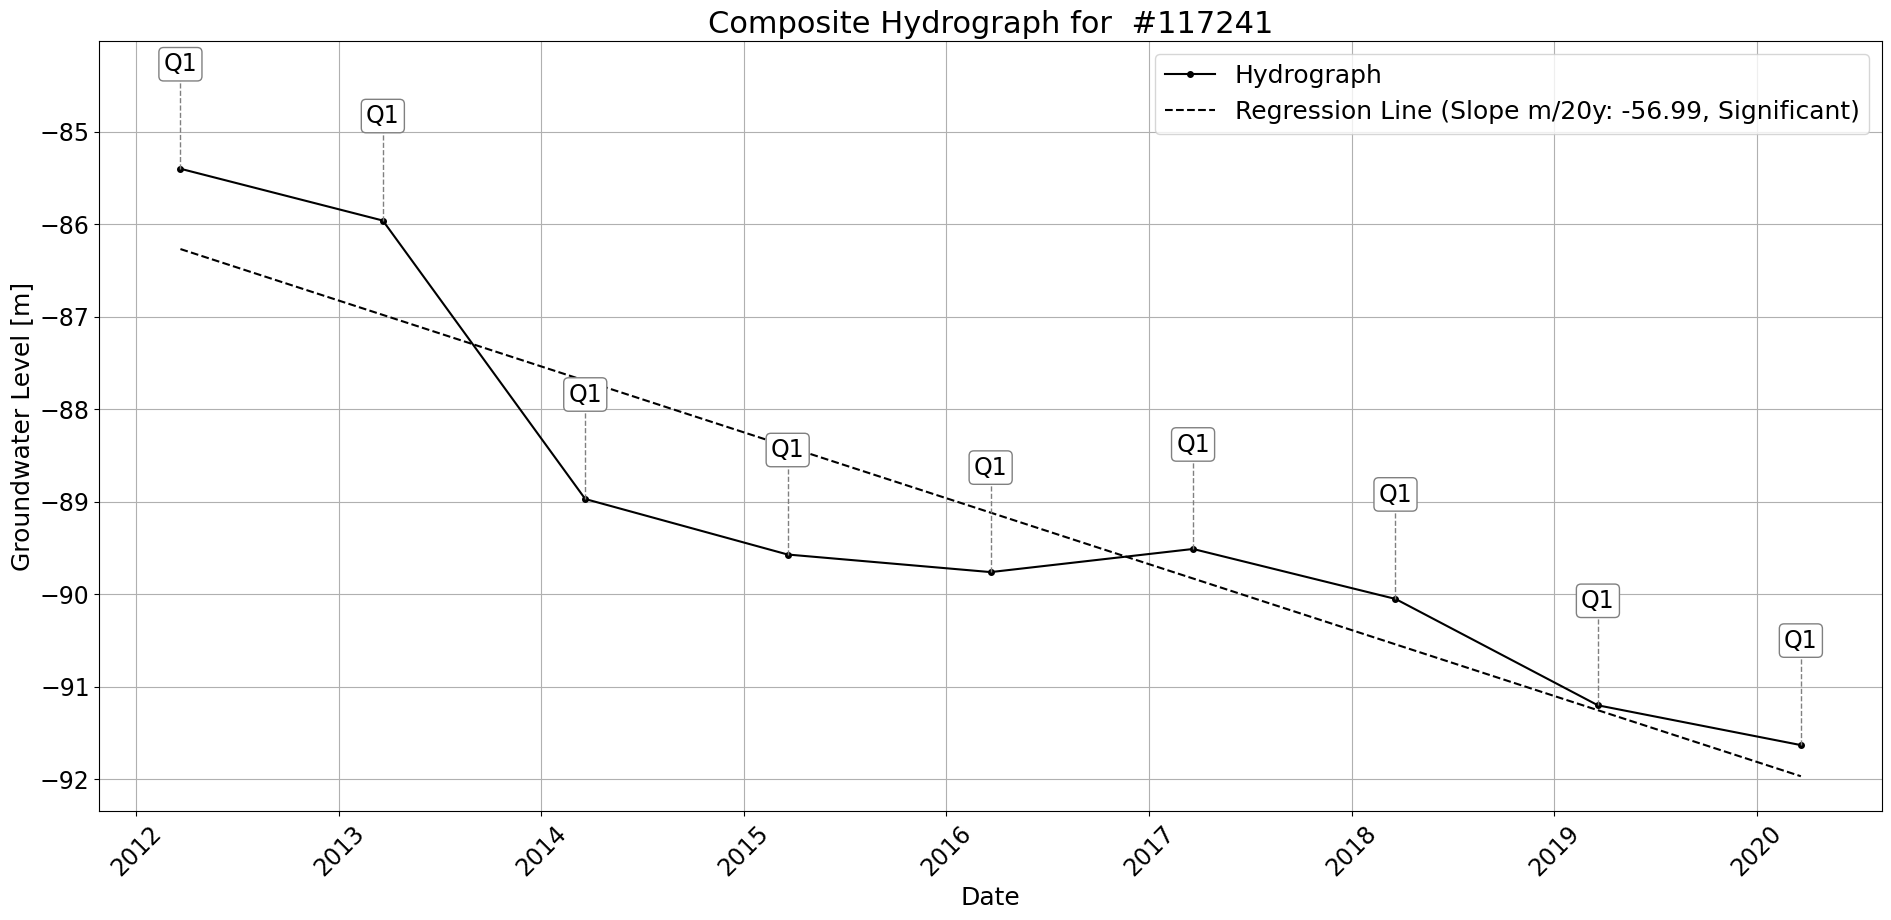 Composite Hydrograph for  #117241
Hydrograph
Regression Line (Slope m/20y: -56.99, Significant)
Q1
Q1
Q1
Q1
Q1
Q1
Q1
Q1
Q1
Groundwater Level [m]
−85
−86
−87
−88
−89
−90
−91
−92
2012
2013
2014
2015
2016
2017
2018
2019
2020
Date